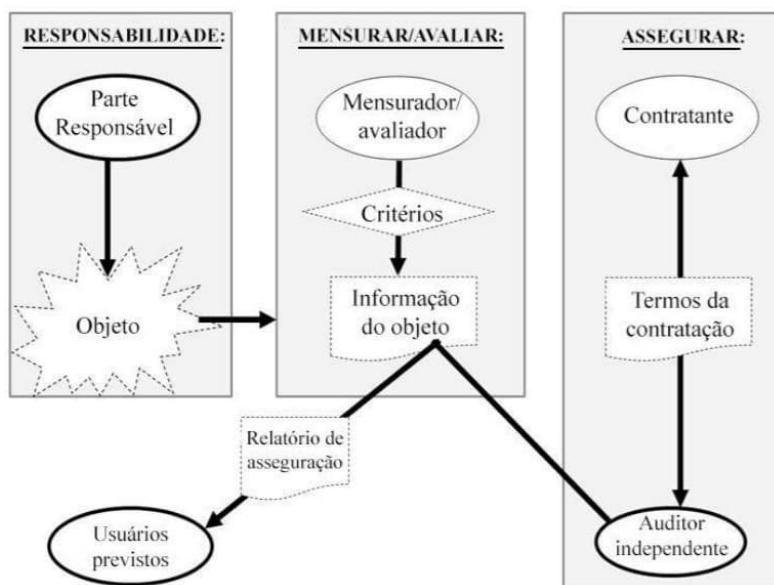 RESPONSABILIDADE:
Parte
Responsável
Objeto
MENSURAR/AVALIAR:
Mensurador/
avaliador
Critérios
Informação
do objeto
ASSEGURAR:
Contratante
Termos da
contratação
Auditor
independente
Relatório de
asseguração
Usuários
previstos